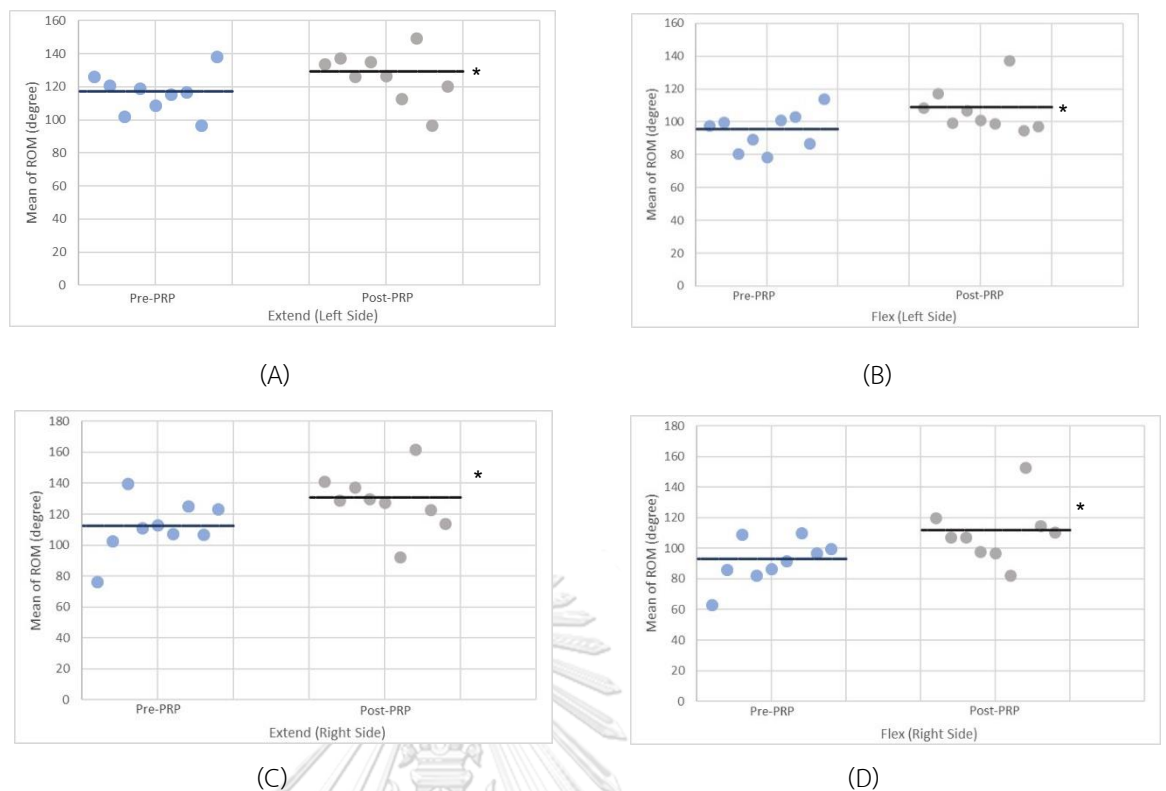 160
140
120
100
80
60
40
20
0
Mean of ROM (degree)
*
Pre-PRP
Post-PRP
Extend (Left Side)
(A)
160
140
120
100
80
60
40
20
0
Mean of ROM (degree)
*
Pre-PRP
Post-PRP
Flex (Left Side)
(B)
180
160
140
120
100
80
60
40
20
0
Mean of ROM (degree)
*
Pre-PRP
Post-PRP
Extend (Right Side)
(C)
180
160
140
120
100
80
60
40
20
0
Mean of ROM (degree)
*
Pre-PRP
Post-PRP
Flex (Right Side)
(D)